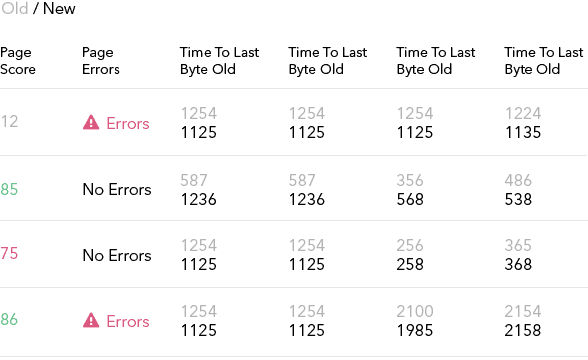 Old / New
Page Score Page Errors Time To Last Byte Old Time To Last Byte Old Time To Last Byte Old Time To Last Byte Old
12 Errors 1254 1125 1254 1125 1254 1125 1224 1135
85 No Errors 587 1236 587 1236 356 568 486 538
75 No Errors 1254 1125 1254 1125 256 258 365 368
86 Errors 1254 1125 1254 1125 2100 1985 2154 2158